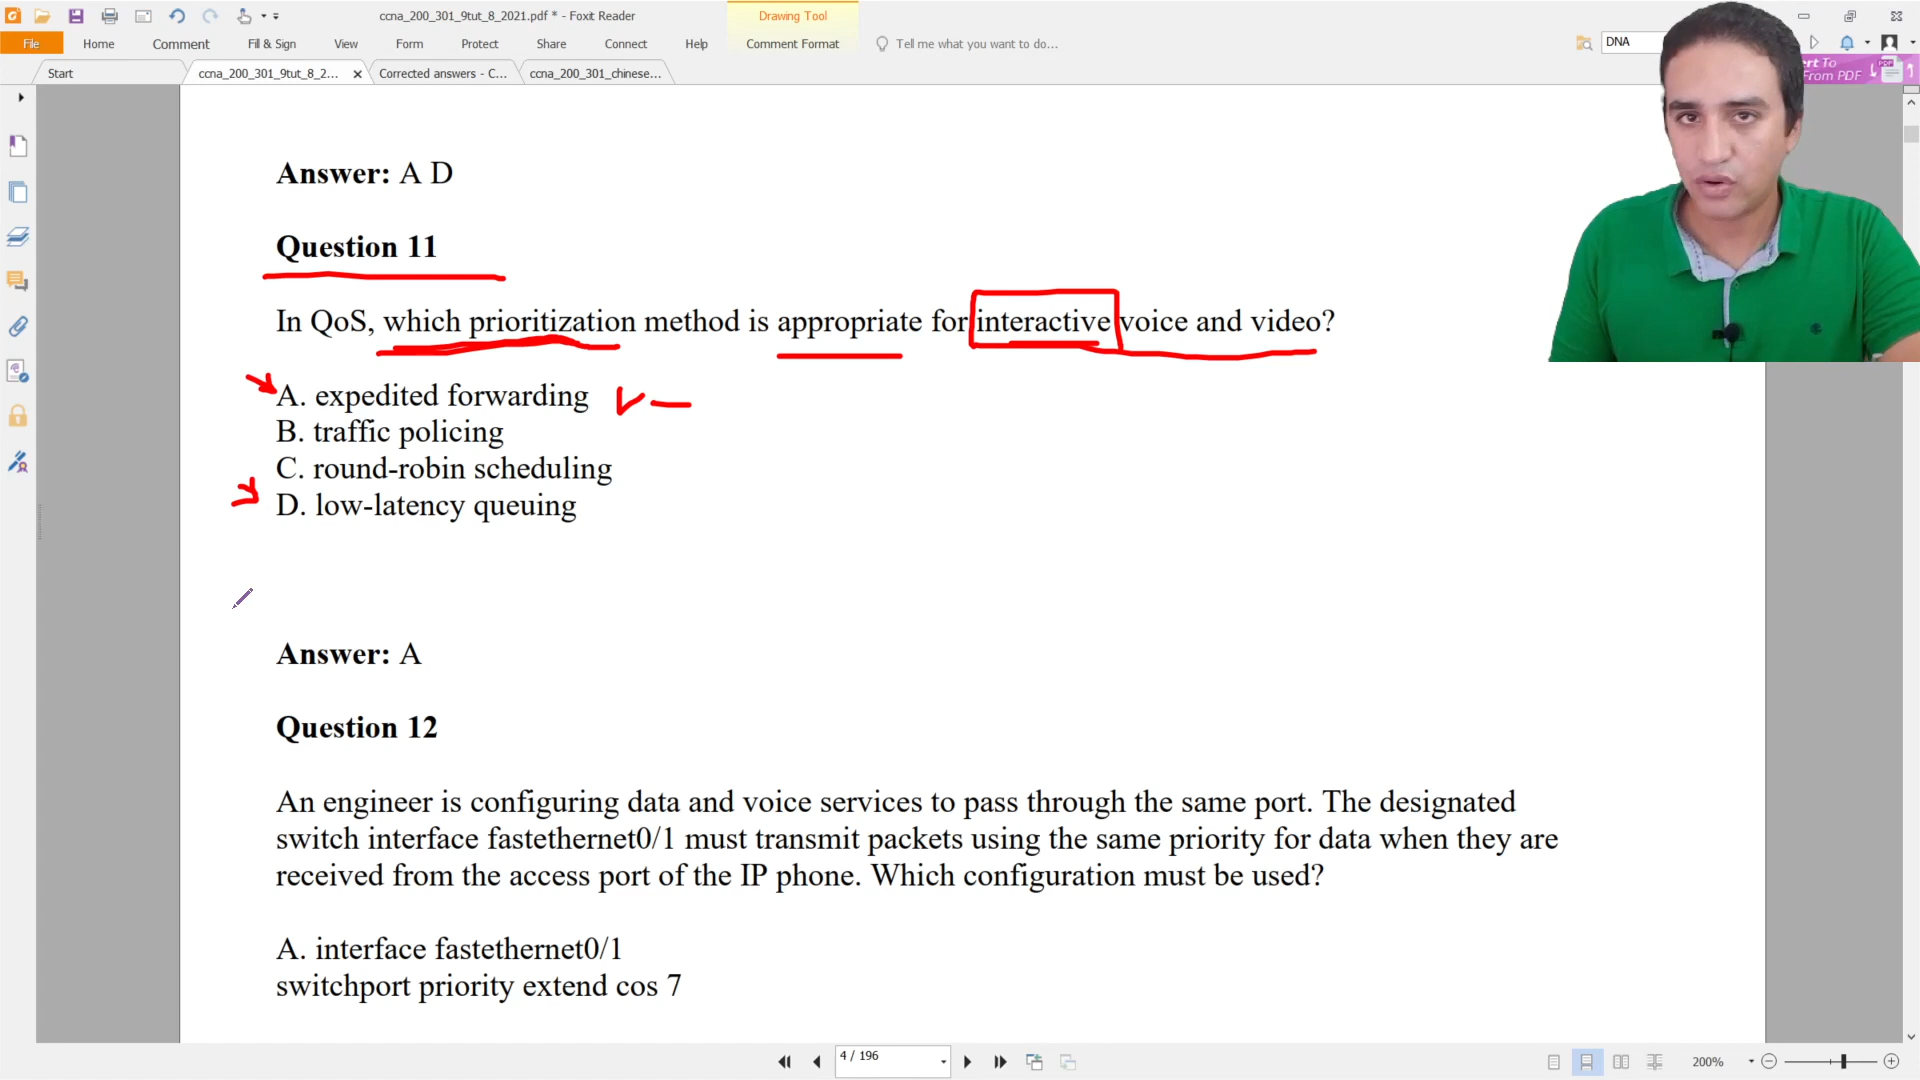 ccna_200_301_9tut_8_2021.pdf * - Foxit Reader
Drawing Tool
File Home Comment Fill & Sign View Form Protect Share Connect Help Comment Format Tell me what you want to do... DNA
ert To
From PDF
PDF
Start ccna_200_301_9tut_8_2... Corrected answers - C... ccna_200_301_chinese...
Answer: A D
Question 11
In QoS, which prioritization method is appropriate for interactive voice and video?
A. expedited forwarding
B. traffic policing
C. round-robin scheduling
D. low-latency queuing
Answer: A
Question 12
An engineer is configuring data and voice services to pass through the same port. The designated
switch interface fastethernet0/1 must transmit packets using the same priority for data when they are
received from the access port of the IP phone. Which configuration must be used?
A. interface fastethernet0/1
switchport priority extend cos 7
4 / 196
200%